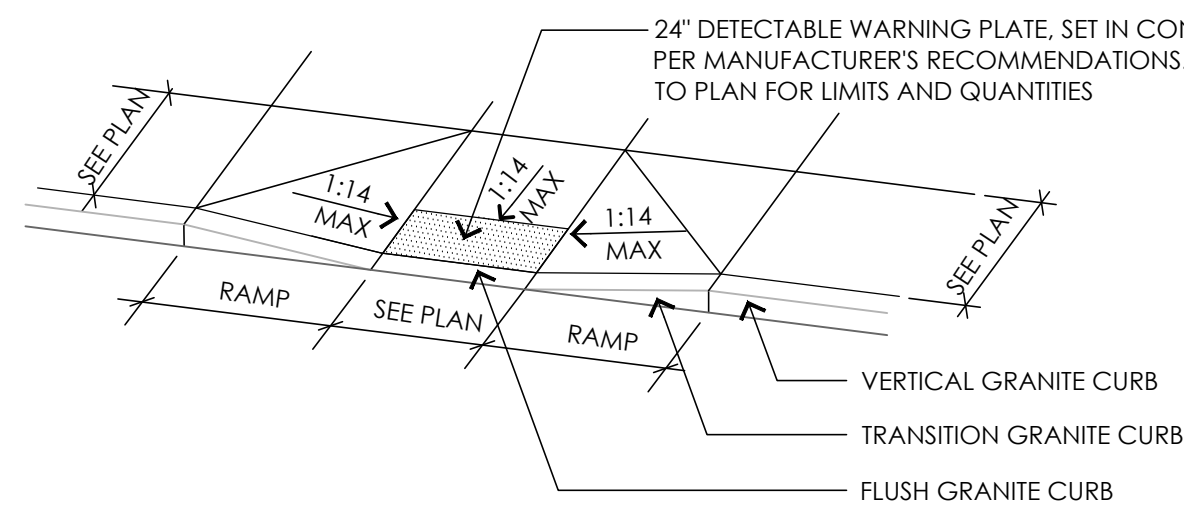 24" DETECTABLE WARNING PLATE, SET IN
PER MANUFACTURER'S RECOMMENDATIONS.
TO PLAN FOR LIMITS AND QUANTITIES
SEE PLAN
1:14
MAX
1:14
MAX
1:14
MAX
SEE PLAN
RAMP
SEE PLAN
RAMP
VERTICAL GRANITE CURB
TRANSITION GRANITE CURB
FLUSH GRANITE CURB